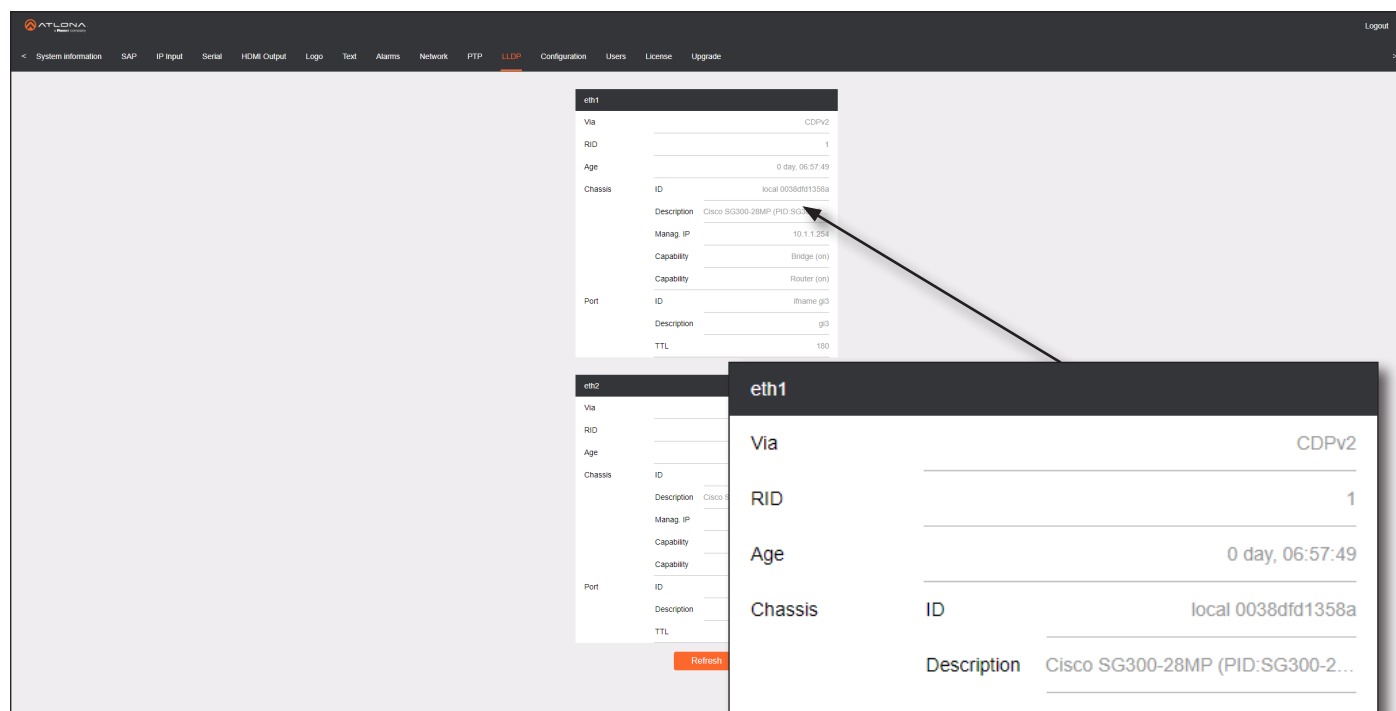 ATLONA
Logout
< System information SAP IP Input Serial HDMI Output Logo Text Alarms Network PTP LLDP Configuration Users License Upgrade >
eth1
Via CDPv2
RID 1
Age 0 day, 06:57:49
Chassis ID local 0038dfd1358a
Description Cisco SG300-28MP (PID:SG3
Manag. IP 10.1.1.254
Capability Bridge (on)
Capability Router (on)
Port ID ifname gi3
Description gi3
TTL 180
eth2
Via
RID
Age
Chassis ID
Description Cisco S
Manag. IP
Capability
Capability
Port ID
Description
TTL
Refresh
eth1
Via CDPv2
RID 1
Age 0 day, 06:57:49
Chassis ID local 0038dfd1358a
Description Cisco SG300-28MP (PID:SG300-2...